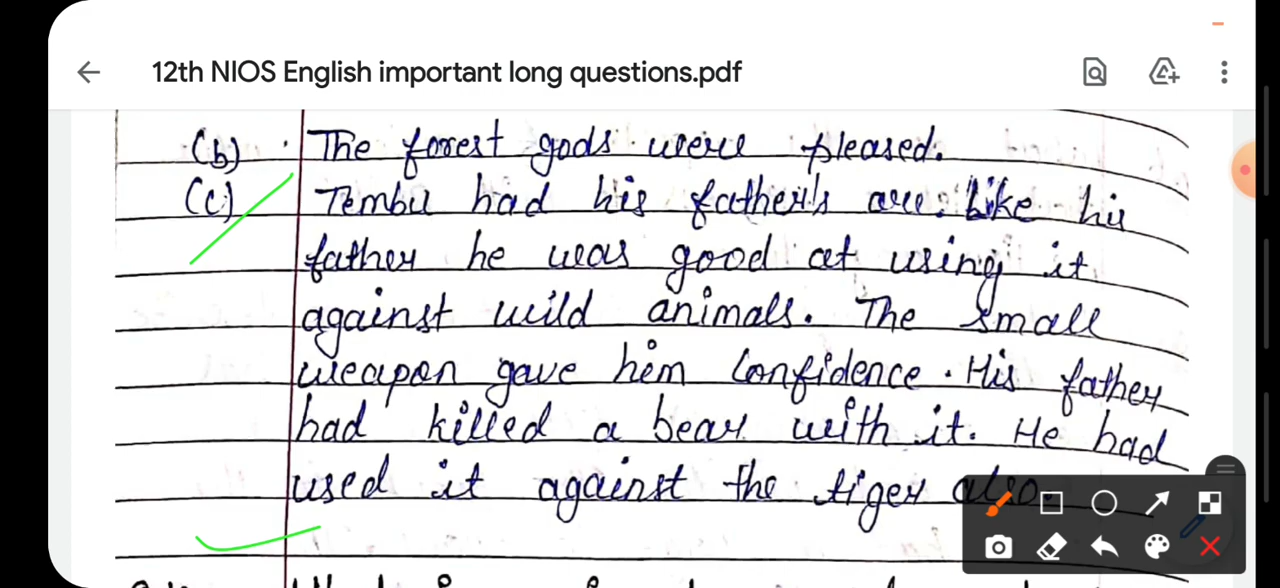 12th NIOS English important long questions.pdf
(b) The forest gods were pleased.
(c) Tembu had his father's axe. Like his
father he was good at using it
against wild animals. The small
weapon gave him confidence. His father
had killed a bear with it. He had
used it against the tiger also.